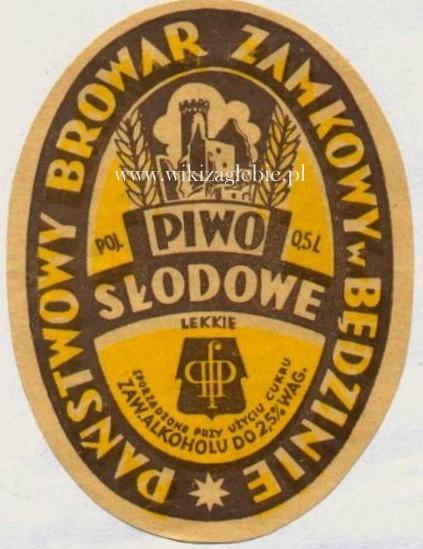 PAŃSTWOWY BROWAR ZAMKOWY w BĘDZINIE
www.wikizaglebie.pl
POJ. PIWO 0,5 L
SŁODOWE
LEKKIE
SPORZĄDZONE PRZY UŻYCIU CUKRU
ZAW. ALKOHOLU DO 2,5% WAG.